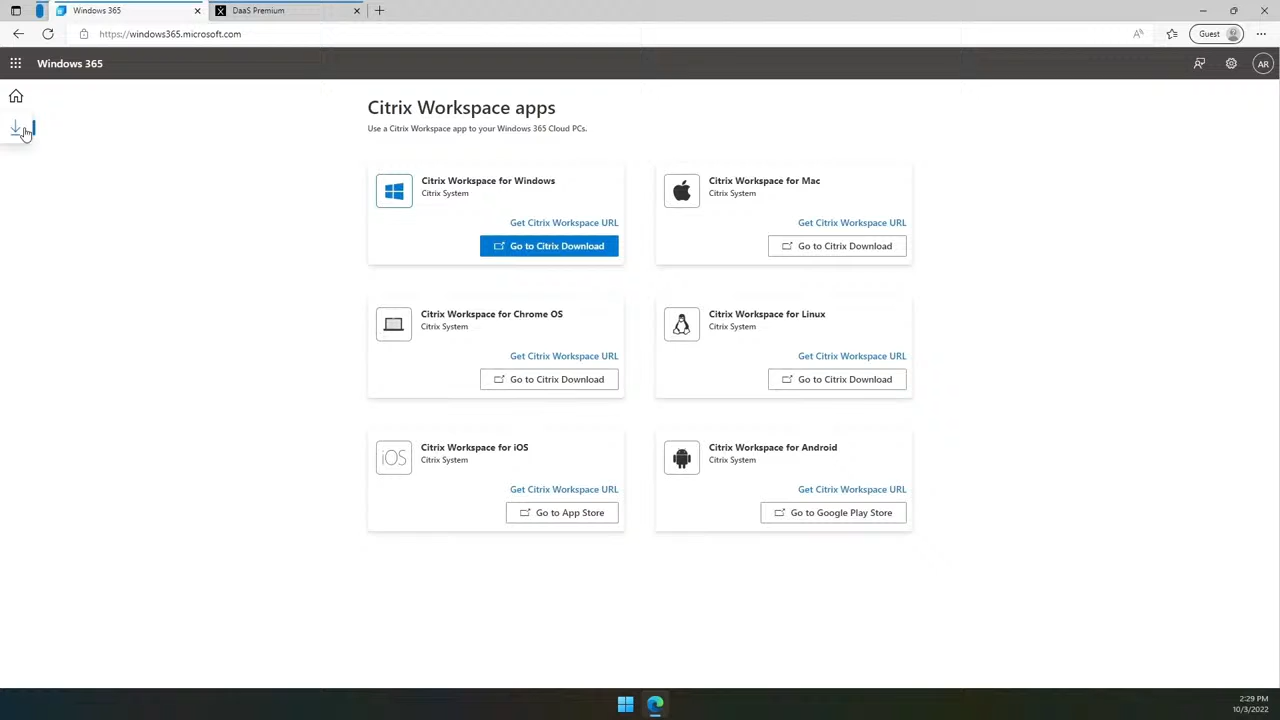 Windows 365
DaaS Premium
https://windows365.microsoft.com
Guest
Windows 365
AR
Citrix Workspace apps
Use a Citrix Workspace app to your Windows 365 Cloud PCs.
Citrix Workspace for Windows
Citrix System
Get Citrix Workspace URL
Go to Citrix Download
Citrix Workspace for Mac
Citrix System
Get Citrix Workspace URL
Go to Citrix Download
Citrix Workspace for Chrome OS
Citrix System
Get Citrix Workspace URL
Go to Citrix Download
Citrix Workspace for Linux
Citrix System
Get Citrix Workspace URL
Go to Citrix Download
iOS
Citrix Workspace for iOS
Citrix System
Get Citrix Workspace URL
Go to App Store
Citrix Workspace for Android
Citrix System
Get Citrix Workspace URL
Go to Google Play Store
2:29 PM
10/3/2022